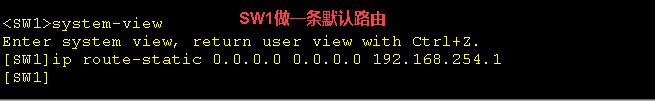 <SW1>system-view
SW1做一条默认路由
Enter system view, return user view with Ctrl+Z.
[SW1]ip route-static 0.0.0.0 0.0.0.0 192.168.254.1
[SW1]